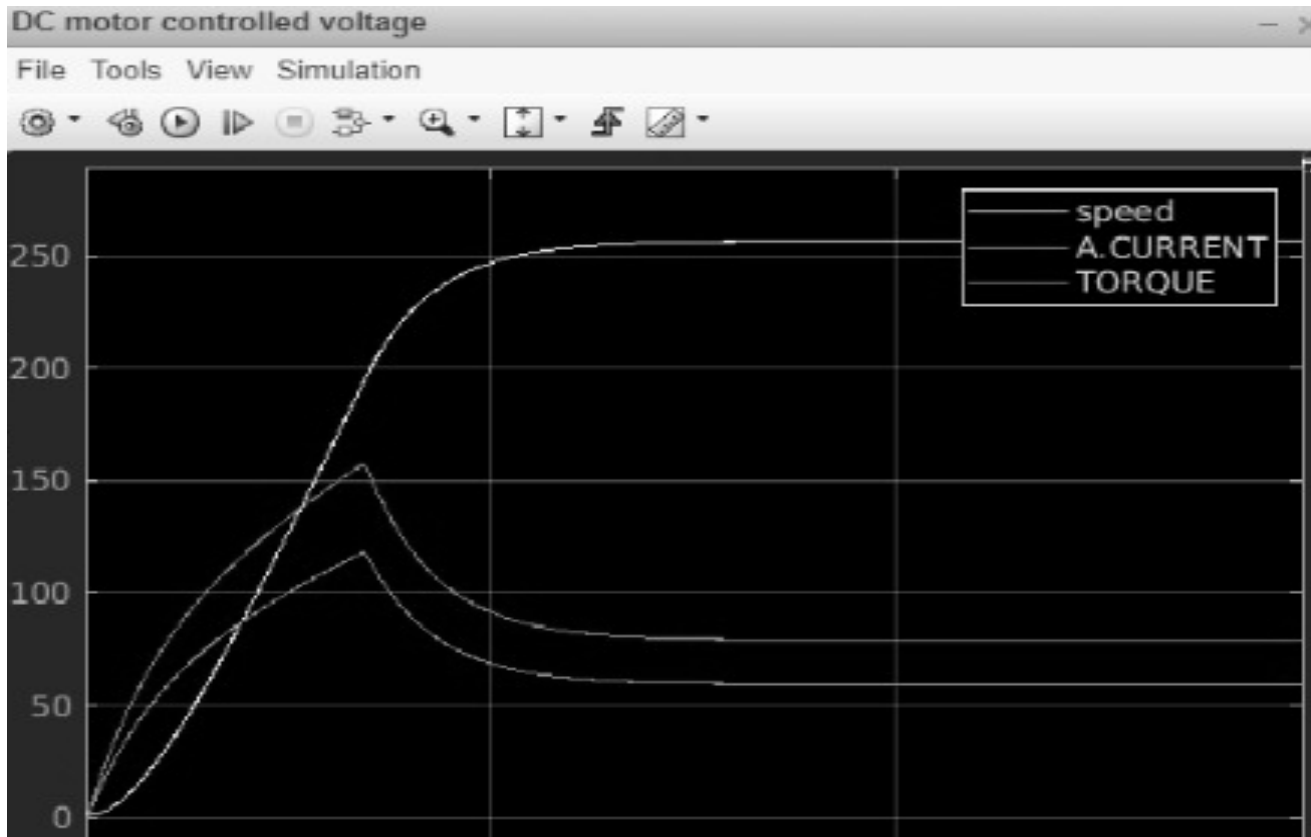 DC motor controlled voltage
File Tools View Simulation
speed
A.CURRENT
TORQUE
250
200
150
100
50
0